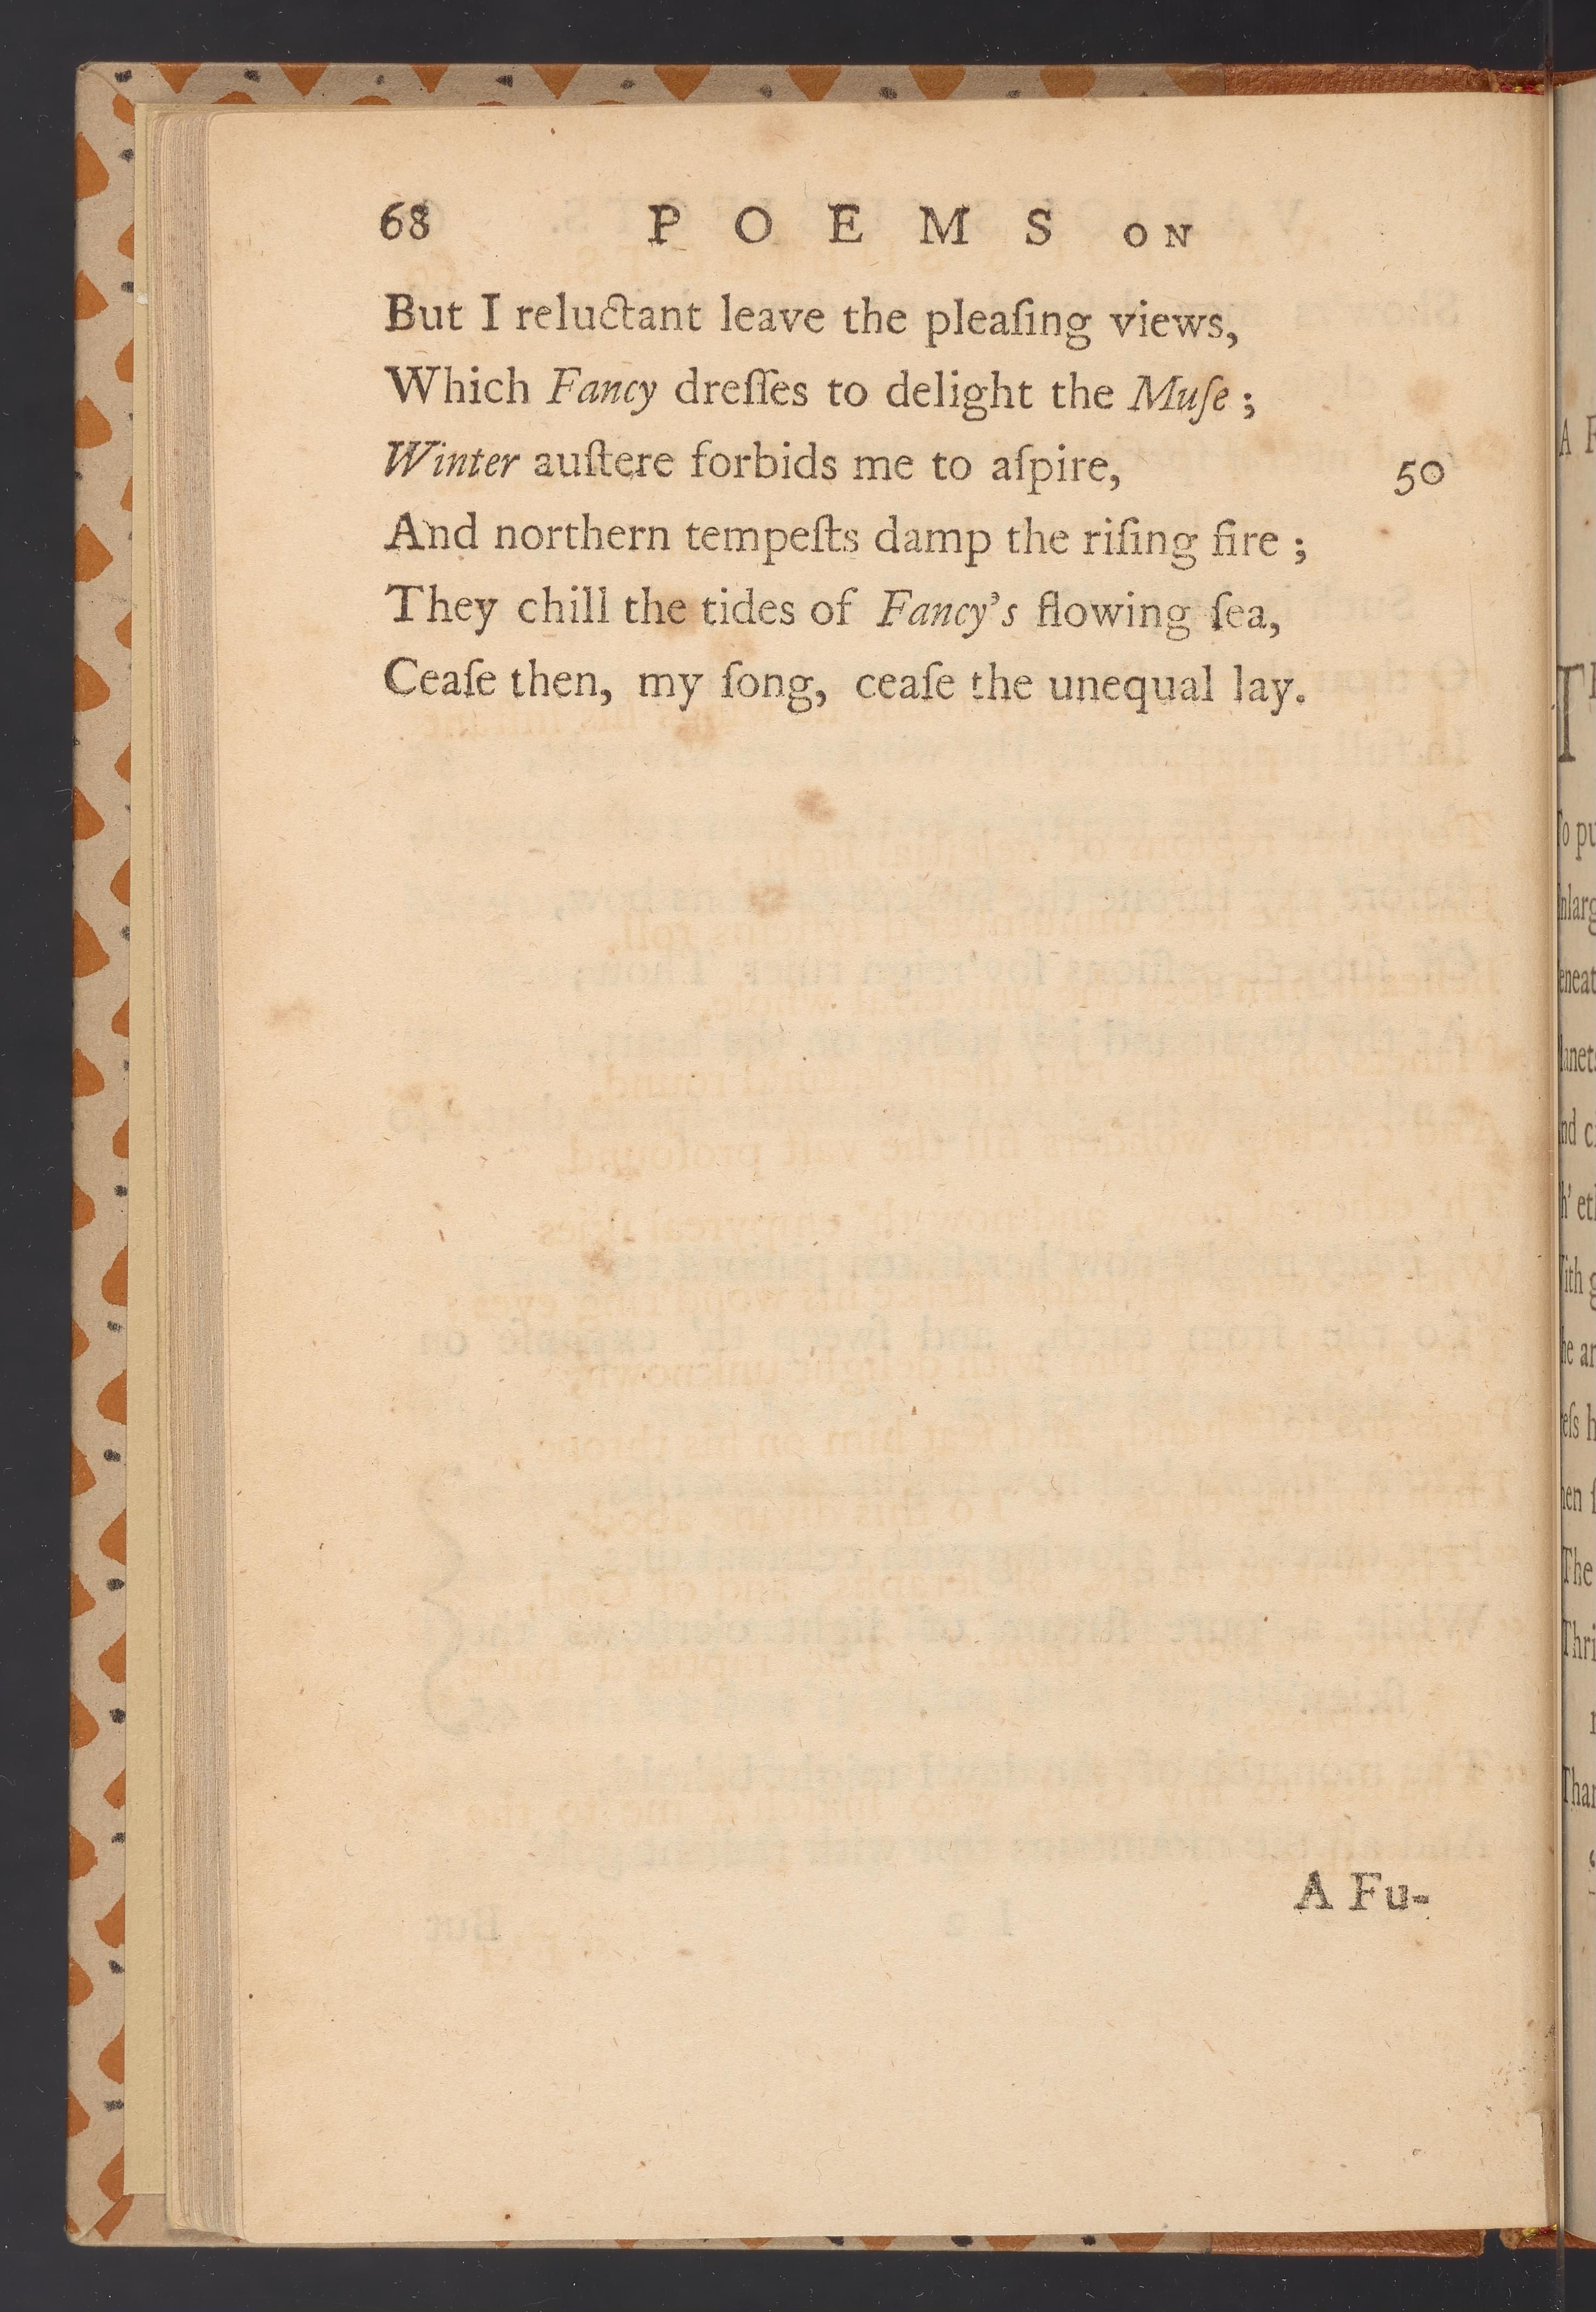 68 POEMS ON
But I reluctant leave the pleaſing views,
Which Fancy dreſſes to delight the Muſe ;
Winter auſtere forbids me to aſpire, 50
And northern tempeſts damp the riſing fire ;
They chill the tides of Fancy's flowing ſea,
Ceaſe then, my ſong, ceaſe the unequal lay.
A Fu-